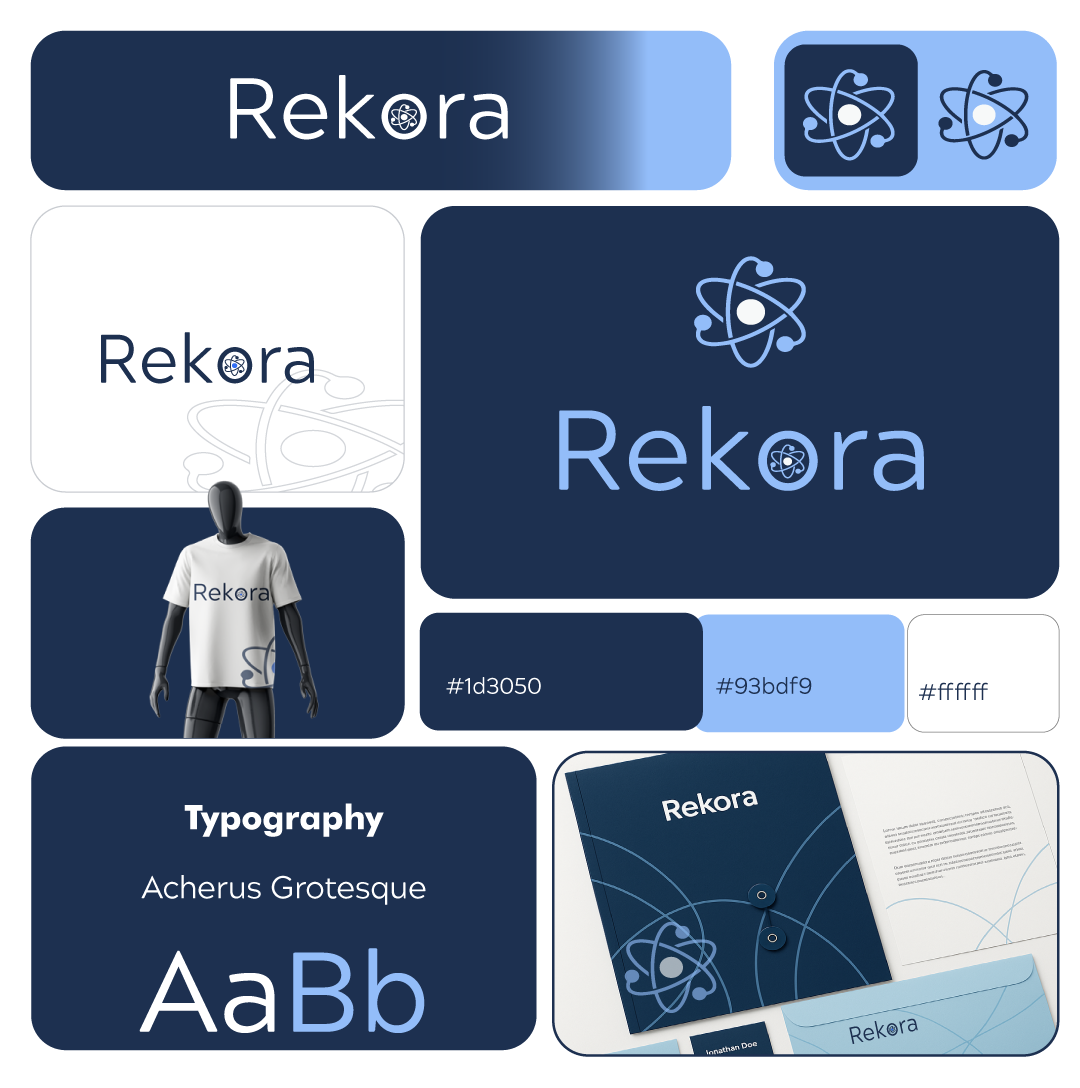 Rekora
Rekora
Rekora
Rekora
#1d3050
#93bdf9
#ffffff
Typography
Acherus Grotesque
AaBb
Rekora
Rekora
Jonathan Doe